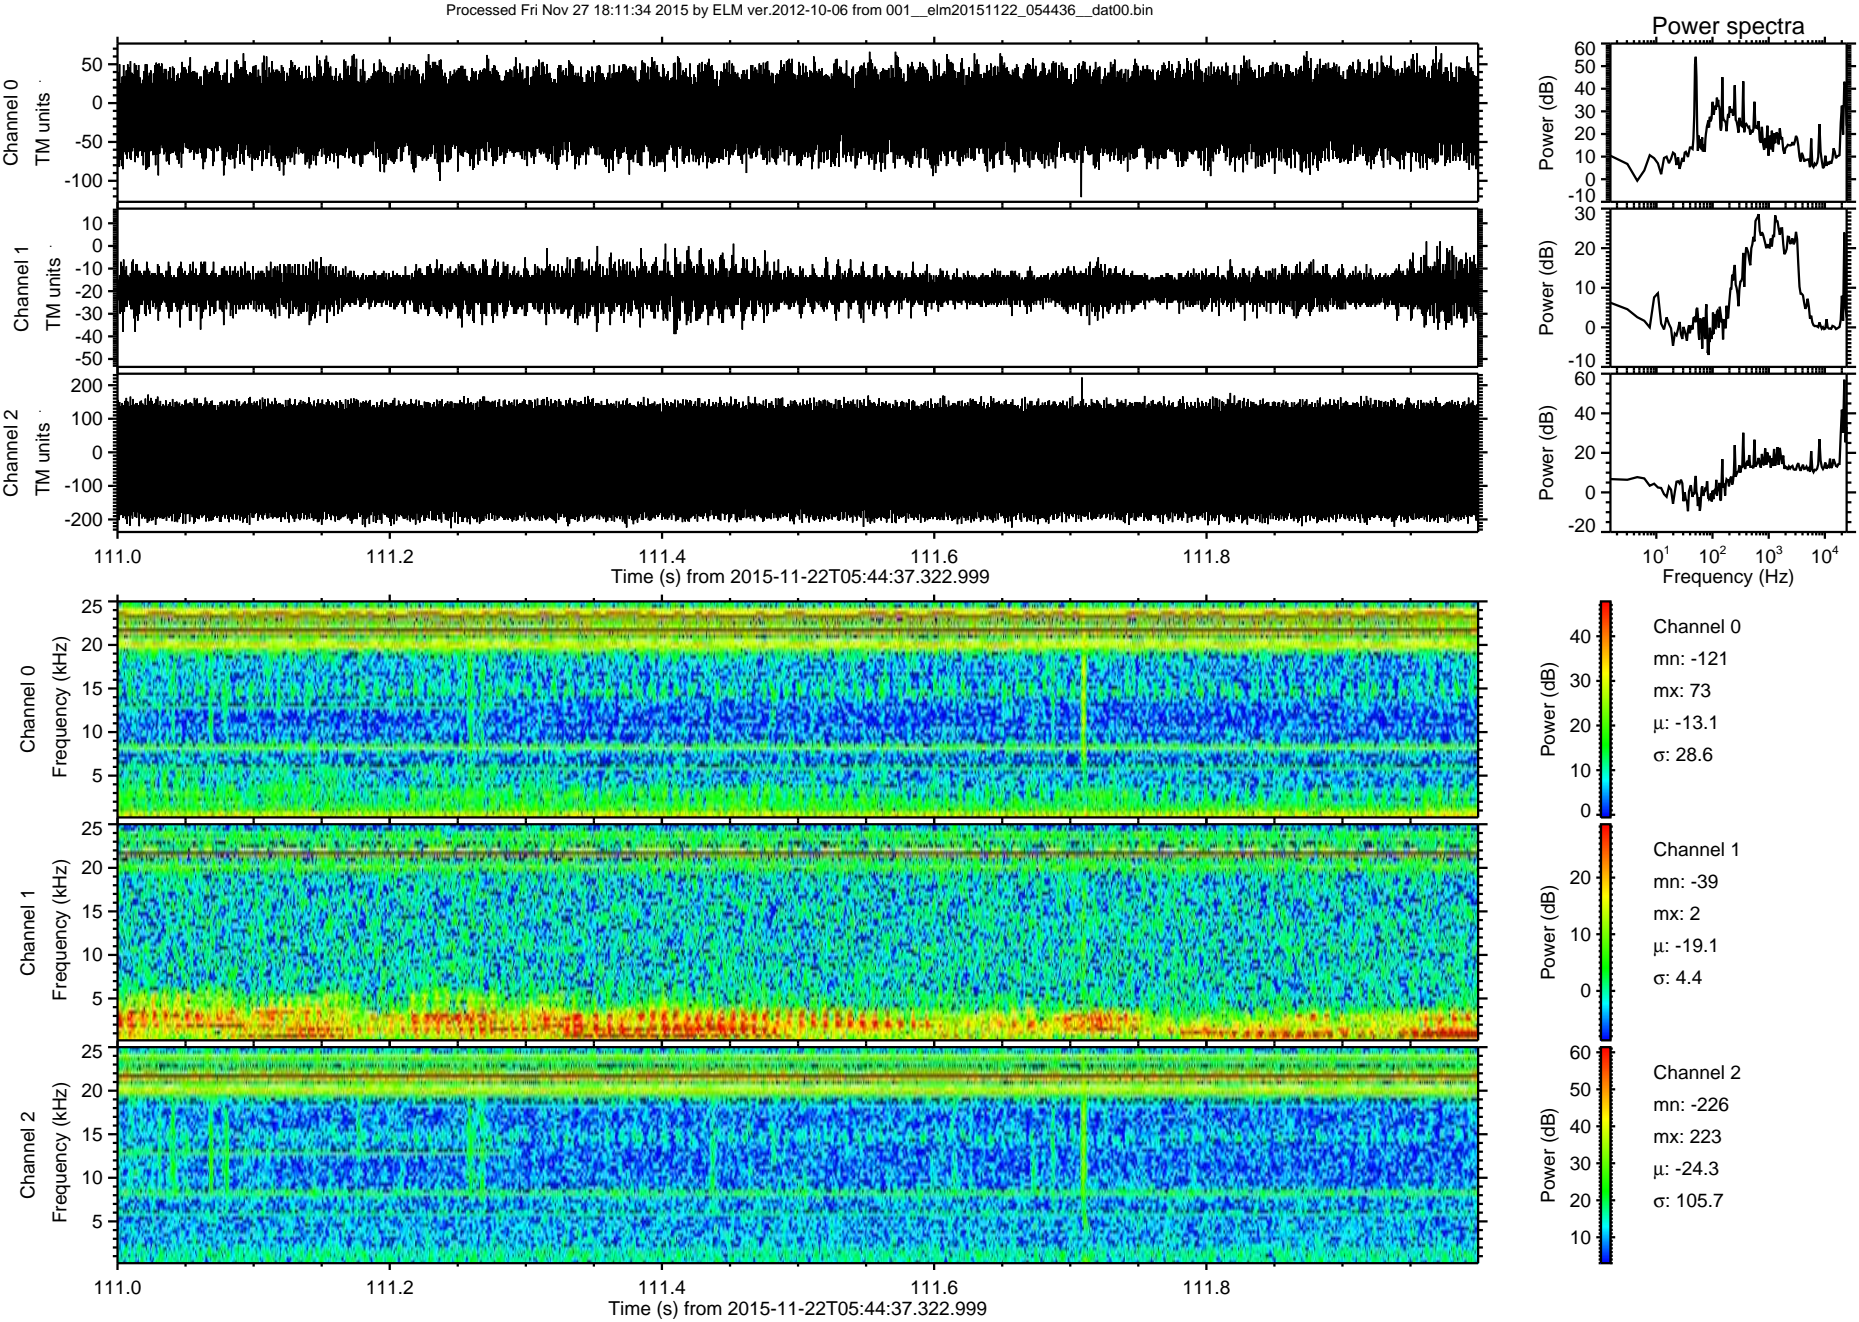 Processed Fri Nov 27 18:11:34 2015 by ELM ver.2012-10-06 from 001__elm20151122_054436__dat00.bin
Power spectra
Channel 0
TM units
50
0
-50
-100
Power (dB)
60
50
40
30
20
10
0
-10
Channel 1
TM units
10
0
-10
-20
-30
-40
-50
Power (dB)
30
20
10
0
-10
Channel 2
TM units
200
100
0
-100
-200
Power (dB)
60
40
20
0
-20
111.0 111.2 111.4 111.6 111.8
Time (s) from 2015-11-22T05:44:37.322.999
10¹ 10² 10³ 10⁴
Frequency (Hz)
Channel 0
Frequency (kHz)
25
20
15
10
5
Power (dB)
40
30
20
10
0
Channel 0
mn: -121
mx: 73
μ: -13.1
σ: 28.6
Channel 1
Frequency (kHz)
25
20
15
10
5
Power (dB)
20
10
0
Channel 1
mn: -39
mx: 2
μ: -19.1
σ: 4.4
Channel 2
Frequency (kHz)
25
20
15
10
5
Power (dB)
60
50
40
30
20
10
Channel 2
mn: -226
mx: 223
μ: -24.3
σ: 105.7
111.0 111.2 111.4 111.6 111.8
Time (s) from 2015-11-22T05:44:37.322.999